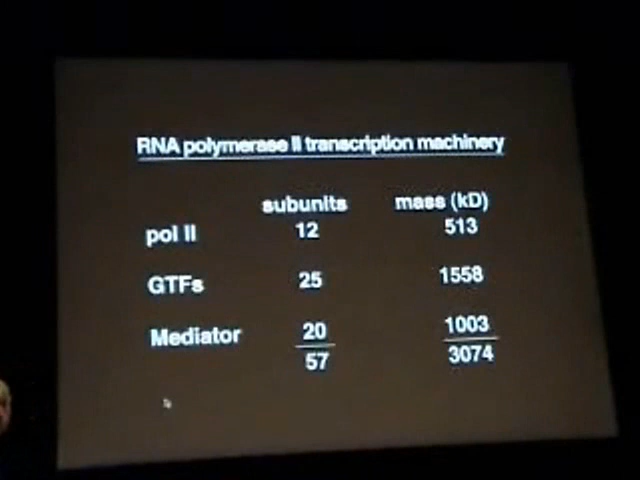 RNA polymerase II transcription machinery
subunits mass (kD)
pol II 12 513
GTFs 25 1558
Mediator 20 1003
57 3074